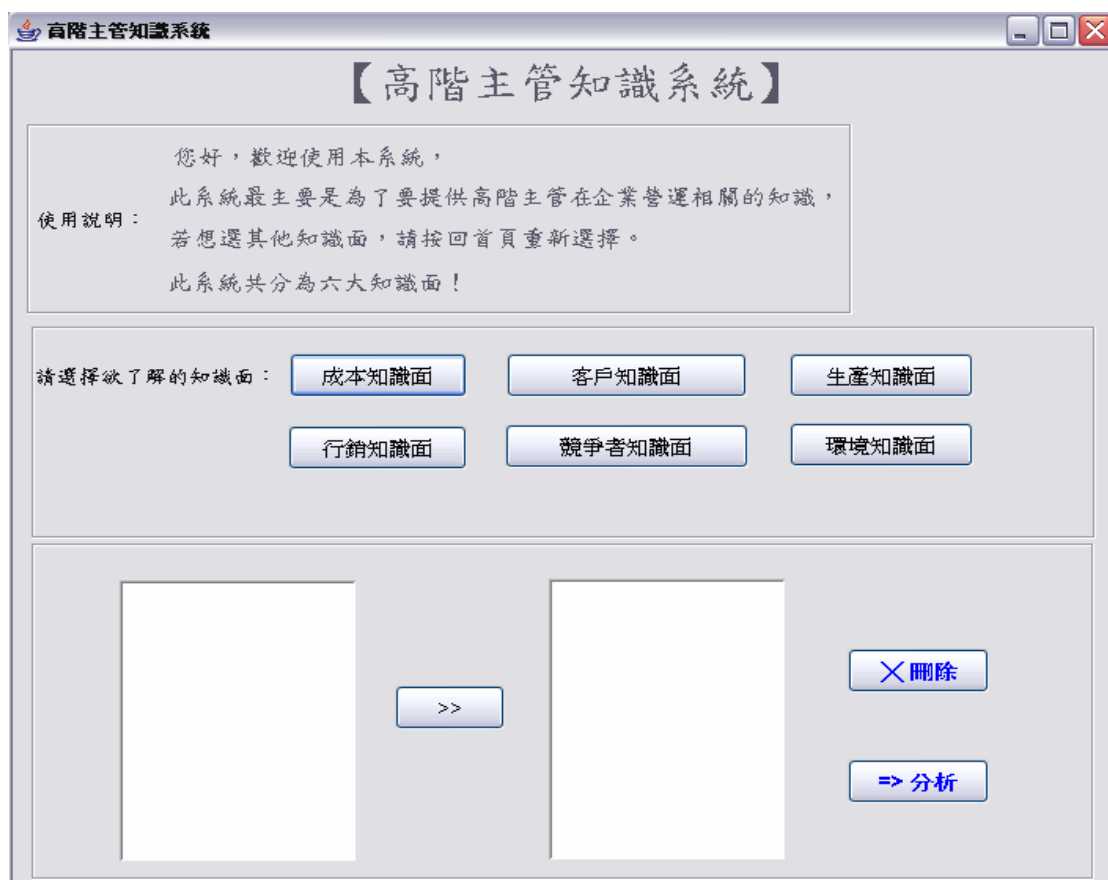 高階主管知識系統
【高階主管知識系統】
您好，歡迎使用本系統，
此系統最主要是為了要提供高階主管在企業營運相關的知識，
使用說明：
若想選其他知識面，請按回首頁重新選擇。
此系統共分為六大知識面！
請選擇欲了解的知識面： 成本知識面 客戶知識面 生產知識面
行銷知識面 競爭者知識面 環境知識面
╳刪除
>>
=> 分析